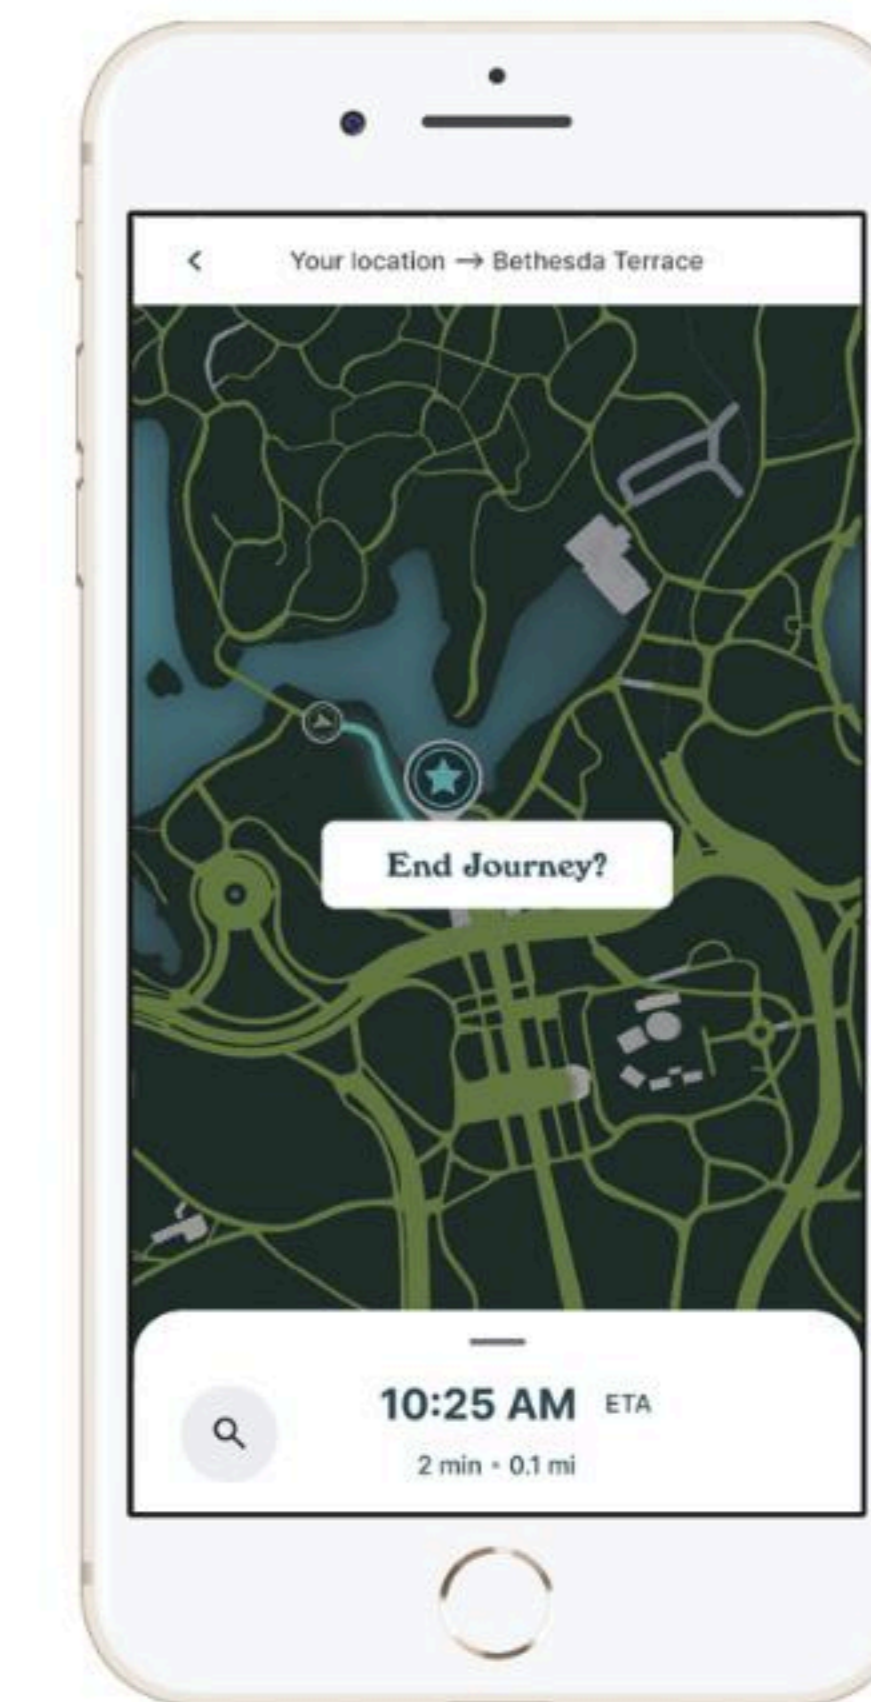 Your location → Bethesda Terrace
End Journey?
10:25 AM ETA
2 min • 0.1 mi